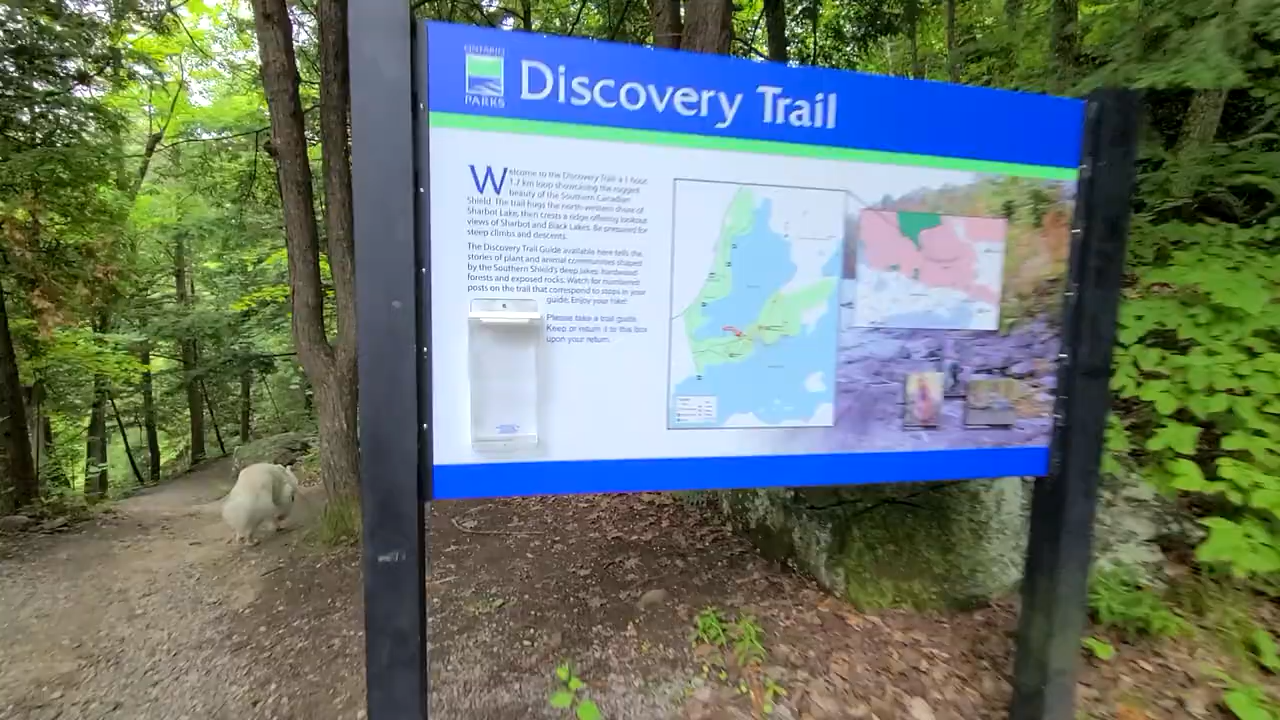 ONTARIO
PARKS
Discovery Trail
Welcome to the Discovery Trail: a 1 hour,
1.7 km loop showcasing the rugged
beauty of the Southern Canadian
Shield. The trail hugs the north-western shore of
Sharbot Lake, then crests a ridge offering lookout
views of Sharbot and Black Lakes. Be prepared for
steep climbs and descents.
The Discovery Trail Guide available here tells the
stories of plant and animal communities shaped
by the Southern Shield's deep lakes, hardwood
forests and exposed rocks. Watch for numbered
posts on the trail that correspond to stops in your
guide. Enjoy your hike!
Please take a trail guide.
Keep or return it to this box
upon your return.